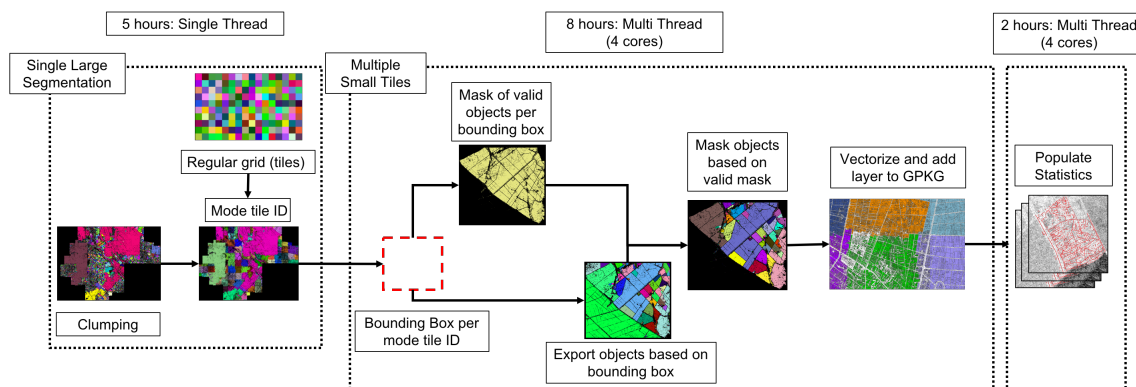 5 hours: Single Thread
8 hours: Multi Thread
(4 cores)
2 hours: Multi Thread
(4 cores)
Single Large
Segmentation
Multiple
Small Tiles
Regular grid (tiles)
Mode tile ID
Clumping
Mask of valid
objects per
bounding box
Bounding Box per
mode tile ID
Export objects based on
bounding box
Mask objects
based on
valid mask
Vectorize and add
layer to GPKG
Populate
Statistics